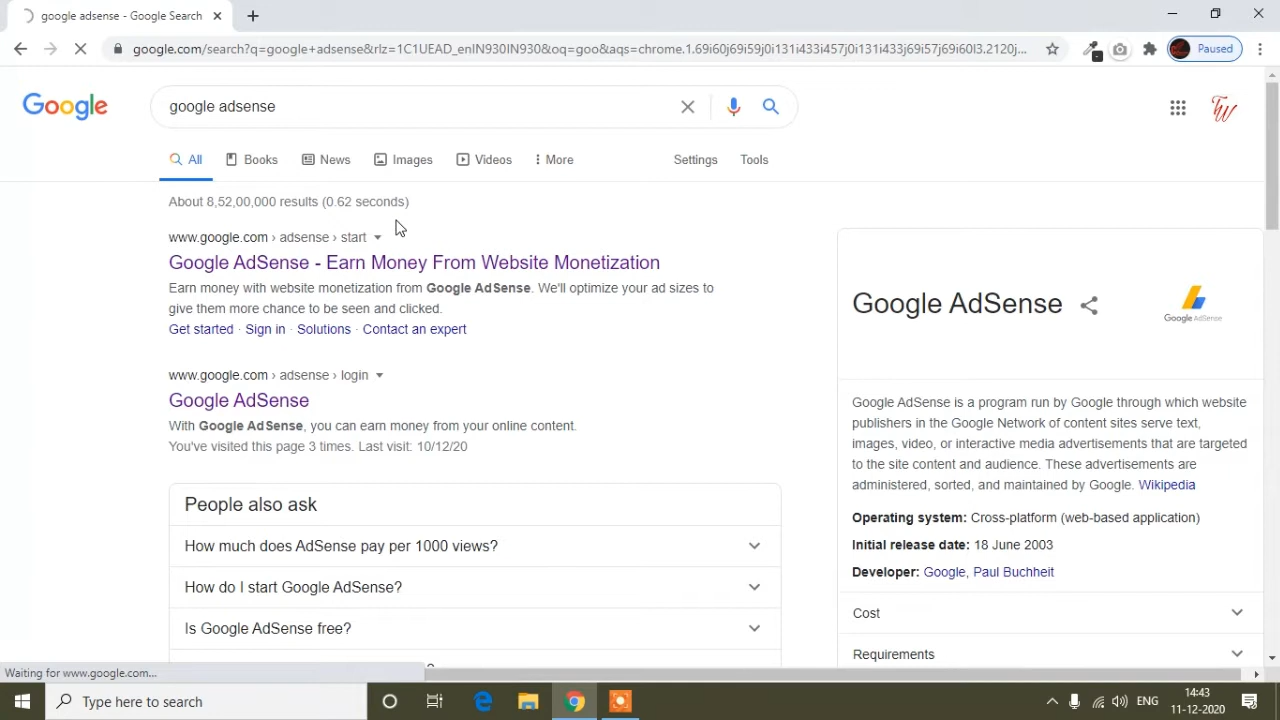 google adsense - Google Search
google.com/search?q=google+adsense&rlz=1C1UEAD_enIN930IN930&oq=goo&aqs=chrome.1.69i60j69i59j0i131i433i457j0i131i433j69i57j69i60l3.2120j...
Paused
Google
google adsense
All
Books
News
Images
Videos
More
Settings
Tools
About 8,52,00,000 results (0.62 seconds)
www.google.com › adsense › start
Google AdSense - Earn Money From Website Monetization
Earn money with website monetization from Google AdSense. We'll optimize your ad sizes to
give them more chance to be seen and clicked.
Get started · Sign in · Solutions · Contact an expert
www.google.com › adsense › login
Google AdSense
With Google AdSense, you can earn money from your online content.
You've visited this page 3 times. Last visit: 10/12/20
People also ask
How much does AdSense pay per 1000 views?
How do I start Google AdSense?
Is Google AdSense free?
Google AdSense
Google AdSense
Google AdSense is a program run by Google through which website
publishers in the Google Network of content sites serve text,
images, video, or interactive media advertisements that are targeted
to the site content and audience. These advertisements are
administered, sorted, and maintained by Google. Wikipedia
Operating system: Cross-platform (web-based application)
Initial release date: 18 June 2003
Developer: Google, Paul Buchheit
Cost
Requirements
Waiting for www.google.com...
Type here to search
ENG
14:43
11-12-2020